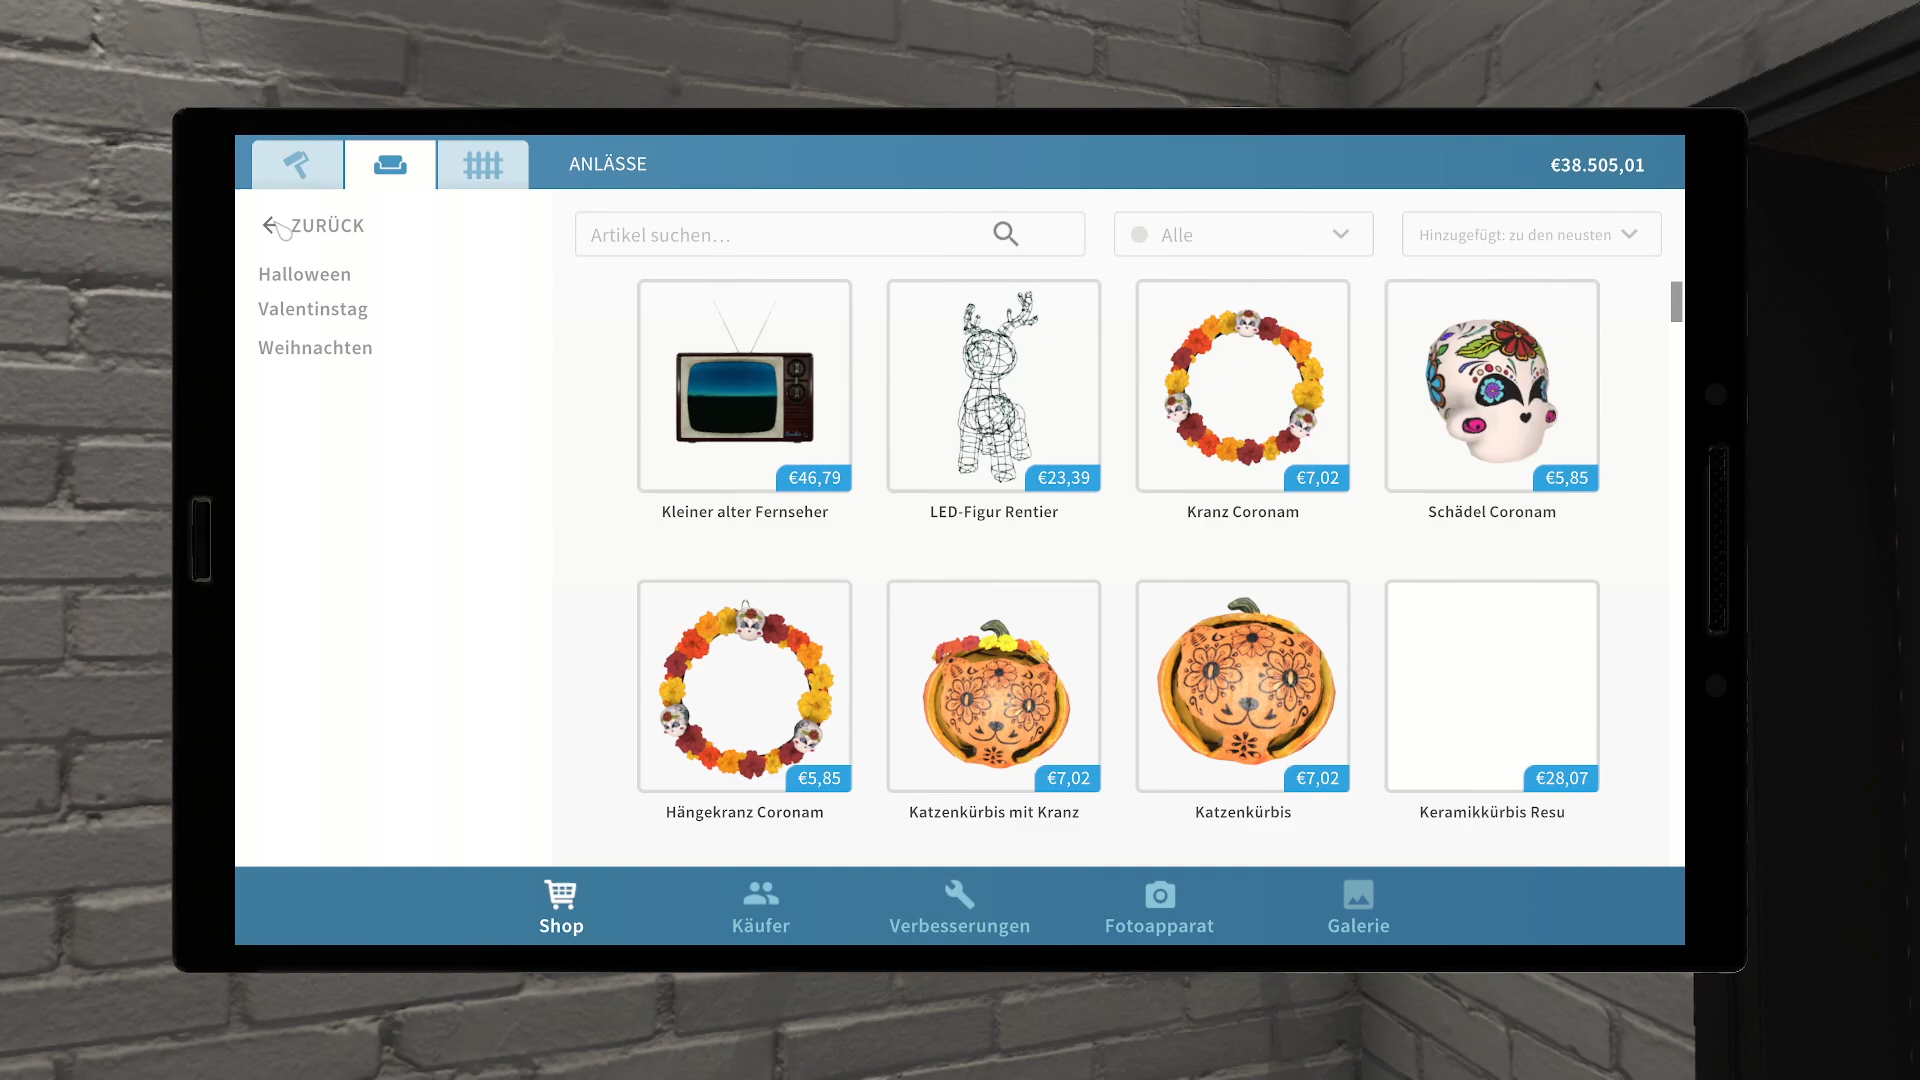 ANLÄSSE
€38.505,01
ZURÜCK
Halloween
Valentinstag
Weihnachten
Artikel suchen...
Alle
Hinzugefügt: zu den neusten
€46,79
€23,39
€7,02
€5,85
Kleiner alter Fernseher
LED-Figur Rentier
Kranz Coronam
Schädel Coronam
€5,85
€7,02
€7,02
€28,07
Hängekranz Coronam
Katzenkürbis mit Kranz
Katzenkürbis
Keramikkürbis Resu
Shop
Käufer
Verbesserungen
Fotoapparat
Galerie